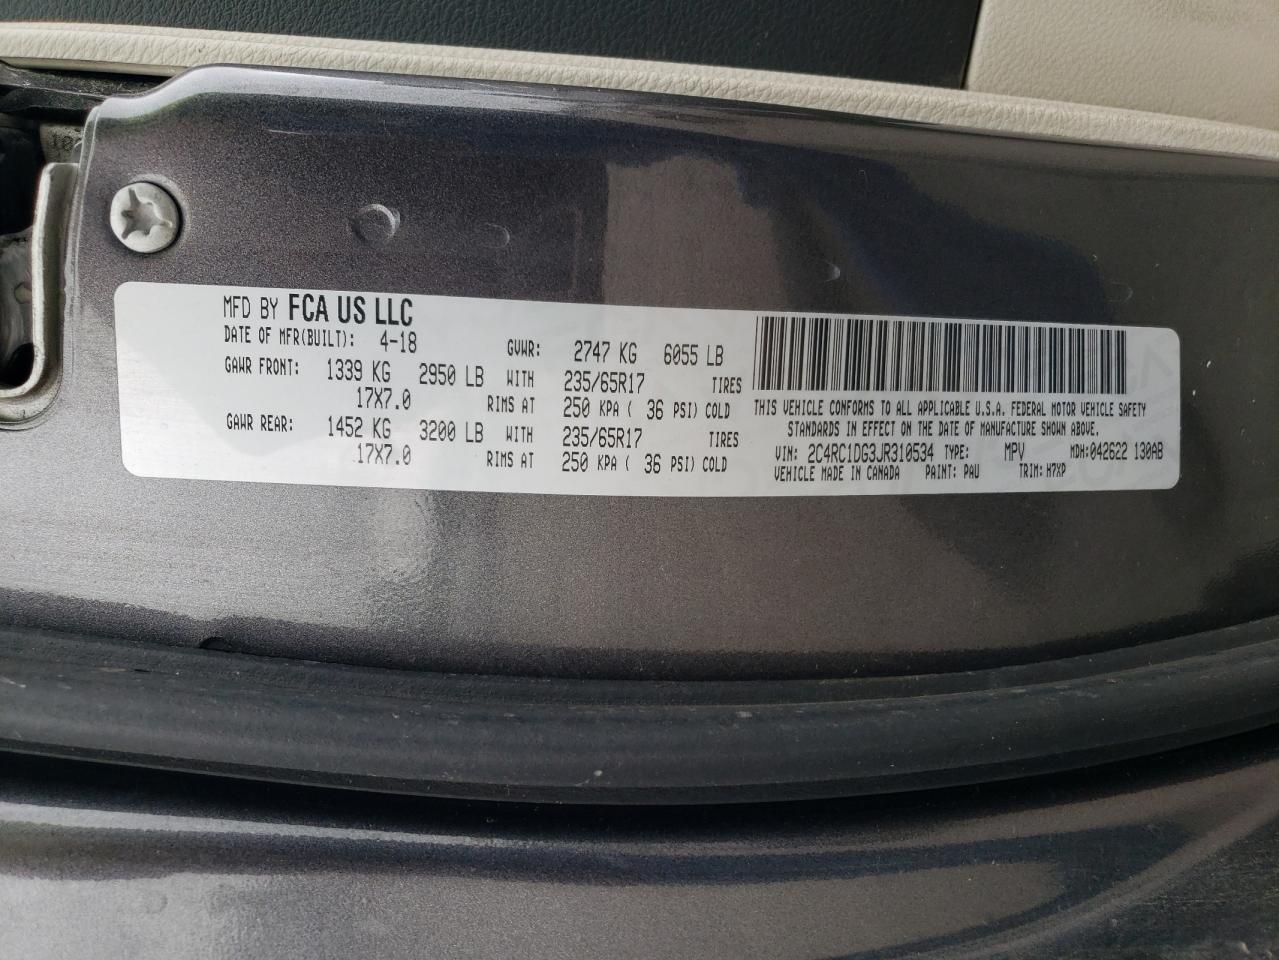 MFD BY FCA US LLC
DATE OF MFR(BUILT): 4-18 GVWR: 2747 KG 6055 LB
GAWR FRONT: 1339 KG 2950 LB WITH 235/65R17 TIRES
17X7.0 RIMS AT 250 KPA ( 36 PSI) COLD
GAWR REAR: 1452 KG 3200 LB WITH 235/65R17 TIRES
17X7.0 RIMS AT 250 KPA ( 36 PSI) COLD
THIS VEHICLE CONFORMS TO ALL APPLICABLE U.S.A. FEDERAL MOTOR VEHICLE SAFETY
STANDARDS IN EFFECT ON THE DATE OF MANUFACTURE SHOWN ABOVE.
VIN: 2C4RC1DG3JR310534 TYPE: MPV MDH:042622 130AB
VEHICLE MADE IN CANADA PAINT: PAU TRIM: H7XP